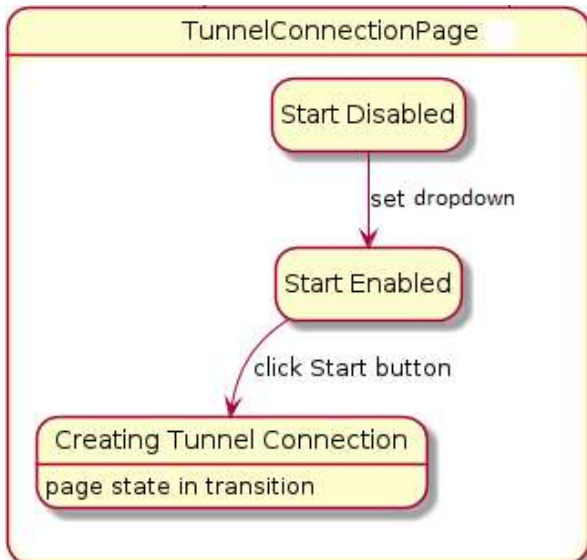 TunnelConnectionPage
Start Disabled
set dropdown
Start Enabled
click Start button
Creating Tunnel Connection
page state in transition